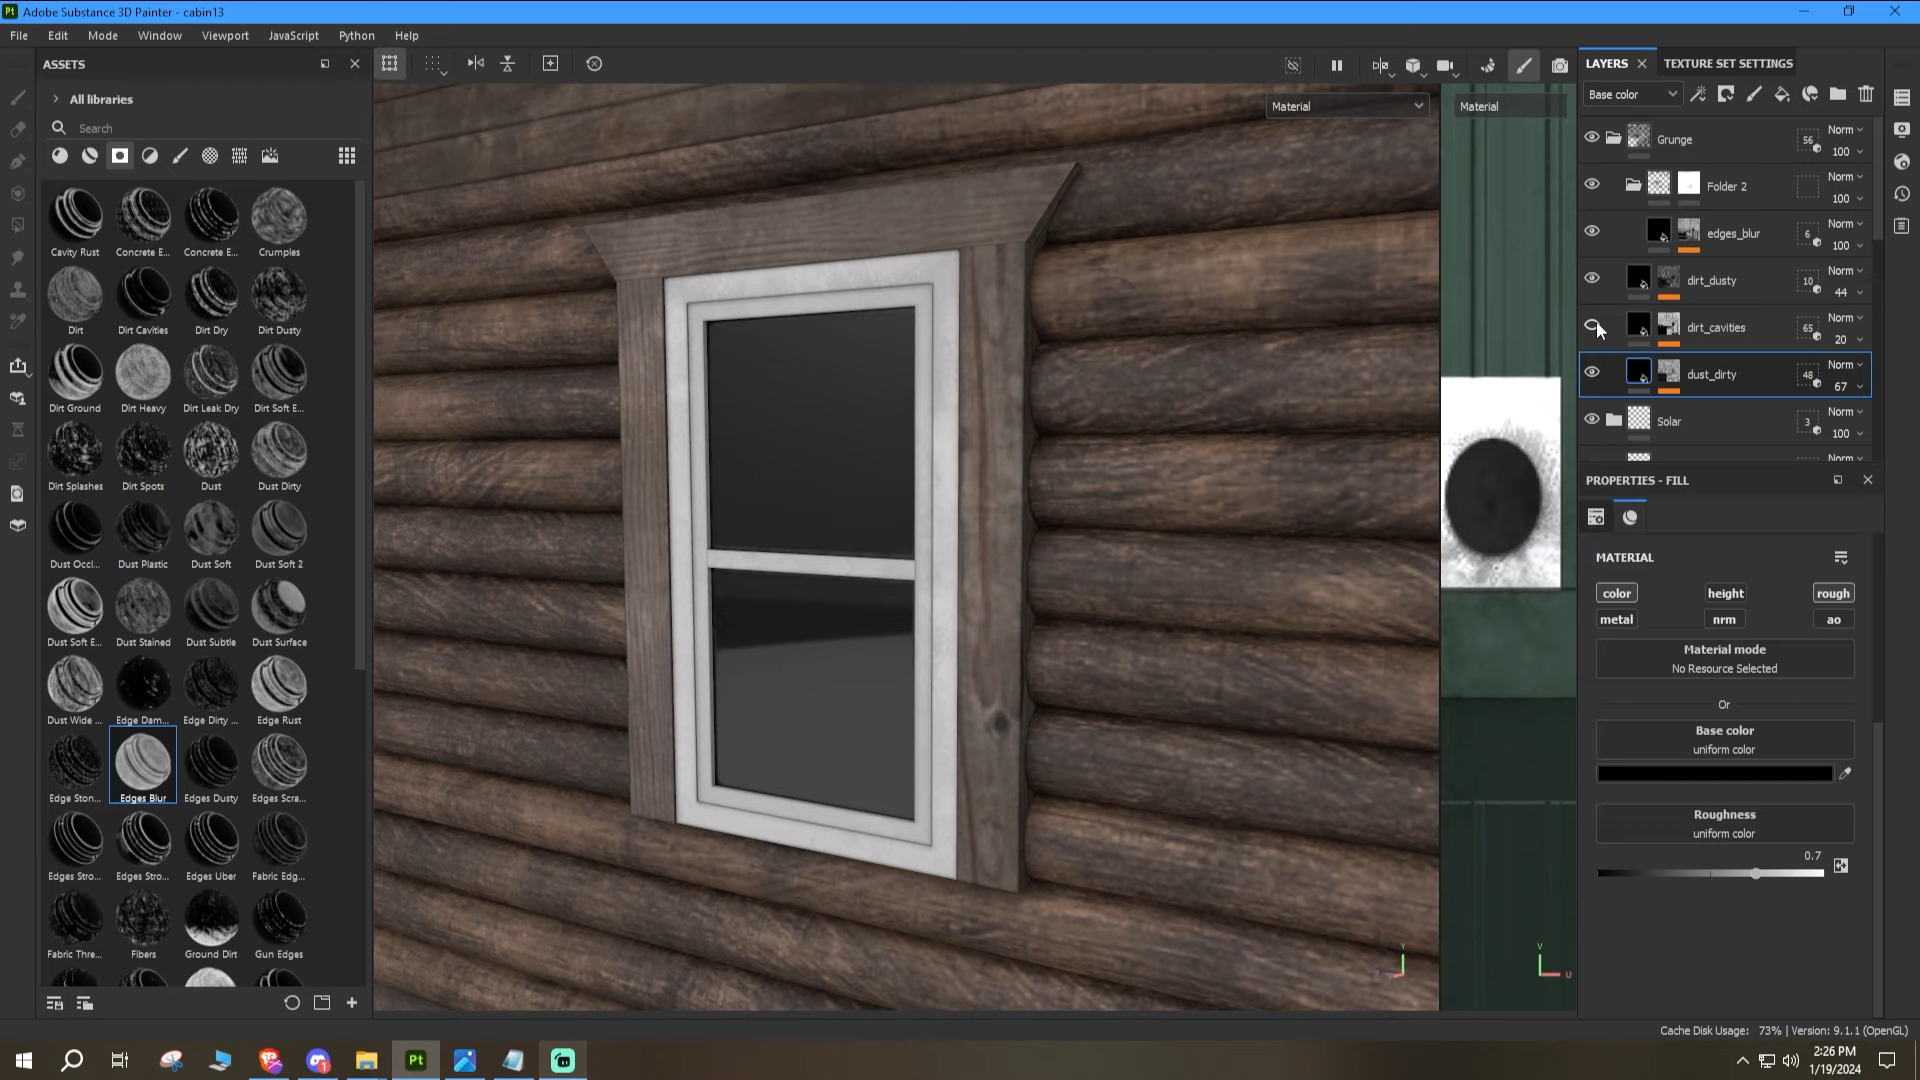 Pt Adobe Substance 3D Painter - cabin13
File Edit Mode Window Viewport JavaScript Python Help
ASSETS
All libraries
Search
Cavity Rust Concrete E... Concrete E... Crumples
Dirt Dirt Cavities Dirt Dry Dirt Dusty
Dirt Ground Dirt Heavy Dirt Leak Dry Dirt Soft E...
Dirt Splashes Dirt Spots Dust Dust Dirty
Dust Occl... Dust Plastic Dust Soft Dust Soft 2
Dust Soft E... Dust Stained Dust Subtle Dust Surface
Dust Wide ... Edge Dam... Edge Dirty ... Edge Rust
Edge Ston... Edges Blur Edges Dusty Edges Scra...
Edges Stro... Edges Stro... Edges Uber Fabric Edg...
Fabric Thre... Fibers Ground Dirt Gun Edges
Material
Y
Material
V
U
LAYERS TEXTURE SET SETTINGS
Base color
Grunge 56 Norm
100
Folder 2 Norm
100
edges_blur 6 Norm
100
dirt_dusty 10 Norm
44
dirt_cavities 65 Norm
20
dust_dirty 48 Norm
67
Solar 3 Norm
100
Norm
PROPERTIES - FILL
MATERIAL
color height rough
metal nrm ao
Material mode
No Resource Selected
Or
Base color
uniform color
Roughness
uniform color
0.7
Cache Disk Usage: 73% | Version: 9.1.1 (OpenGL)
1
Pt
2:26 PM
1/19/2024